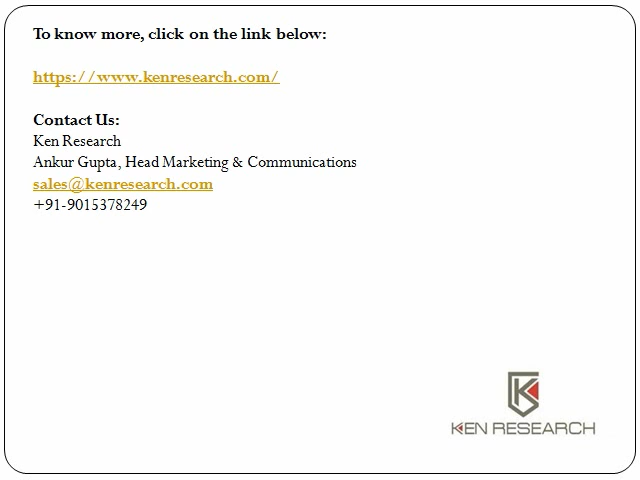 To know more, click on the link below:
https://www.kenresearch.com/
Contact Us:
Ken Research
Ankur Gupta, Head Marketing & Communications
sales@kenresearch.com
+91-9015378249
KEN RESEARCH